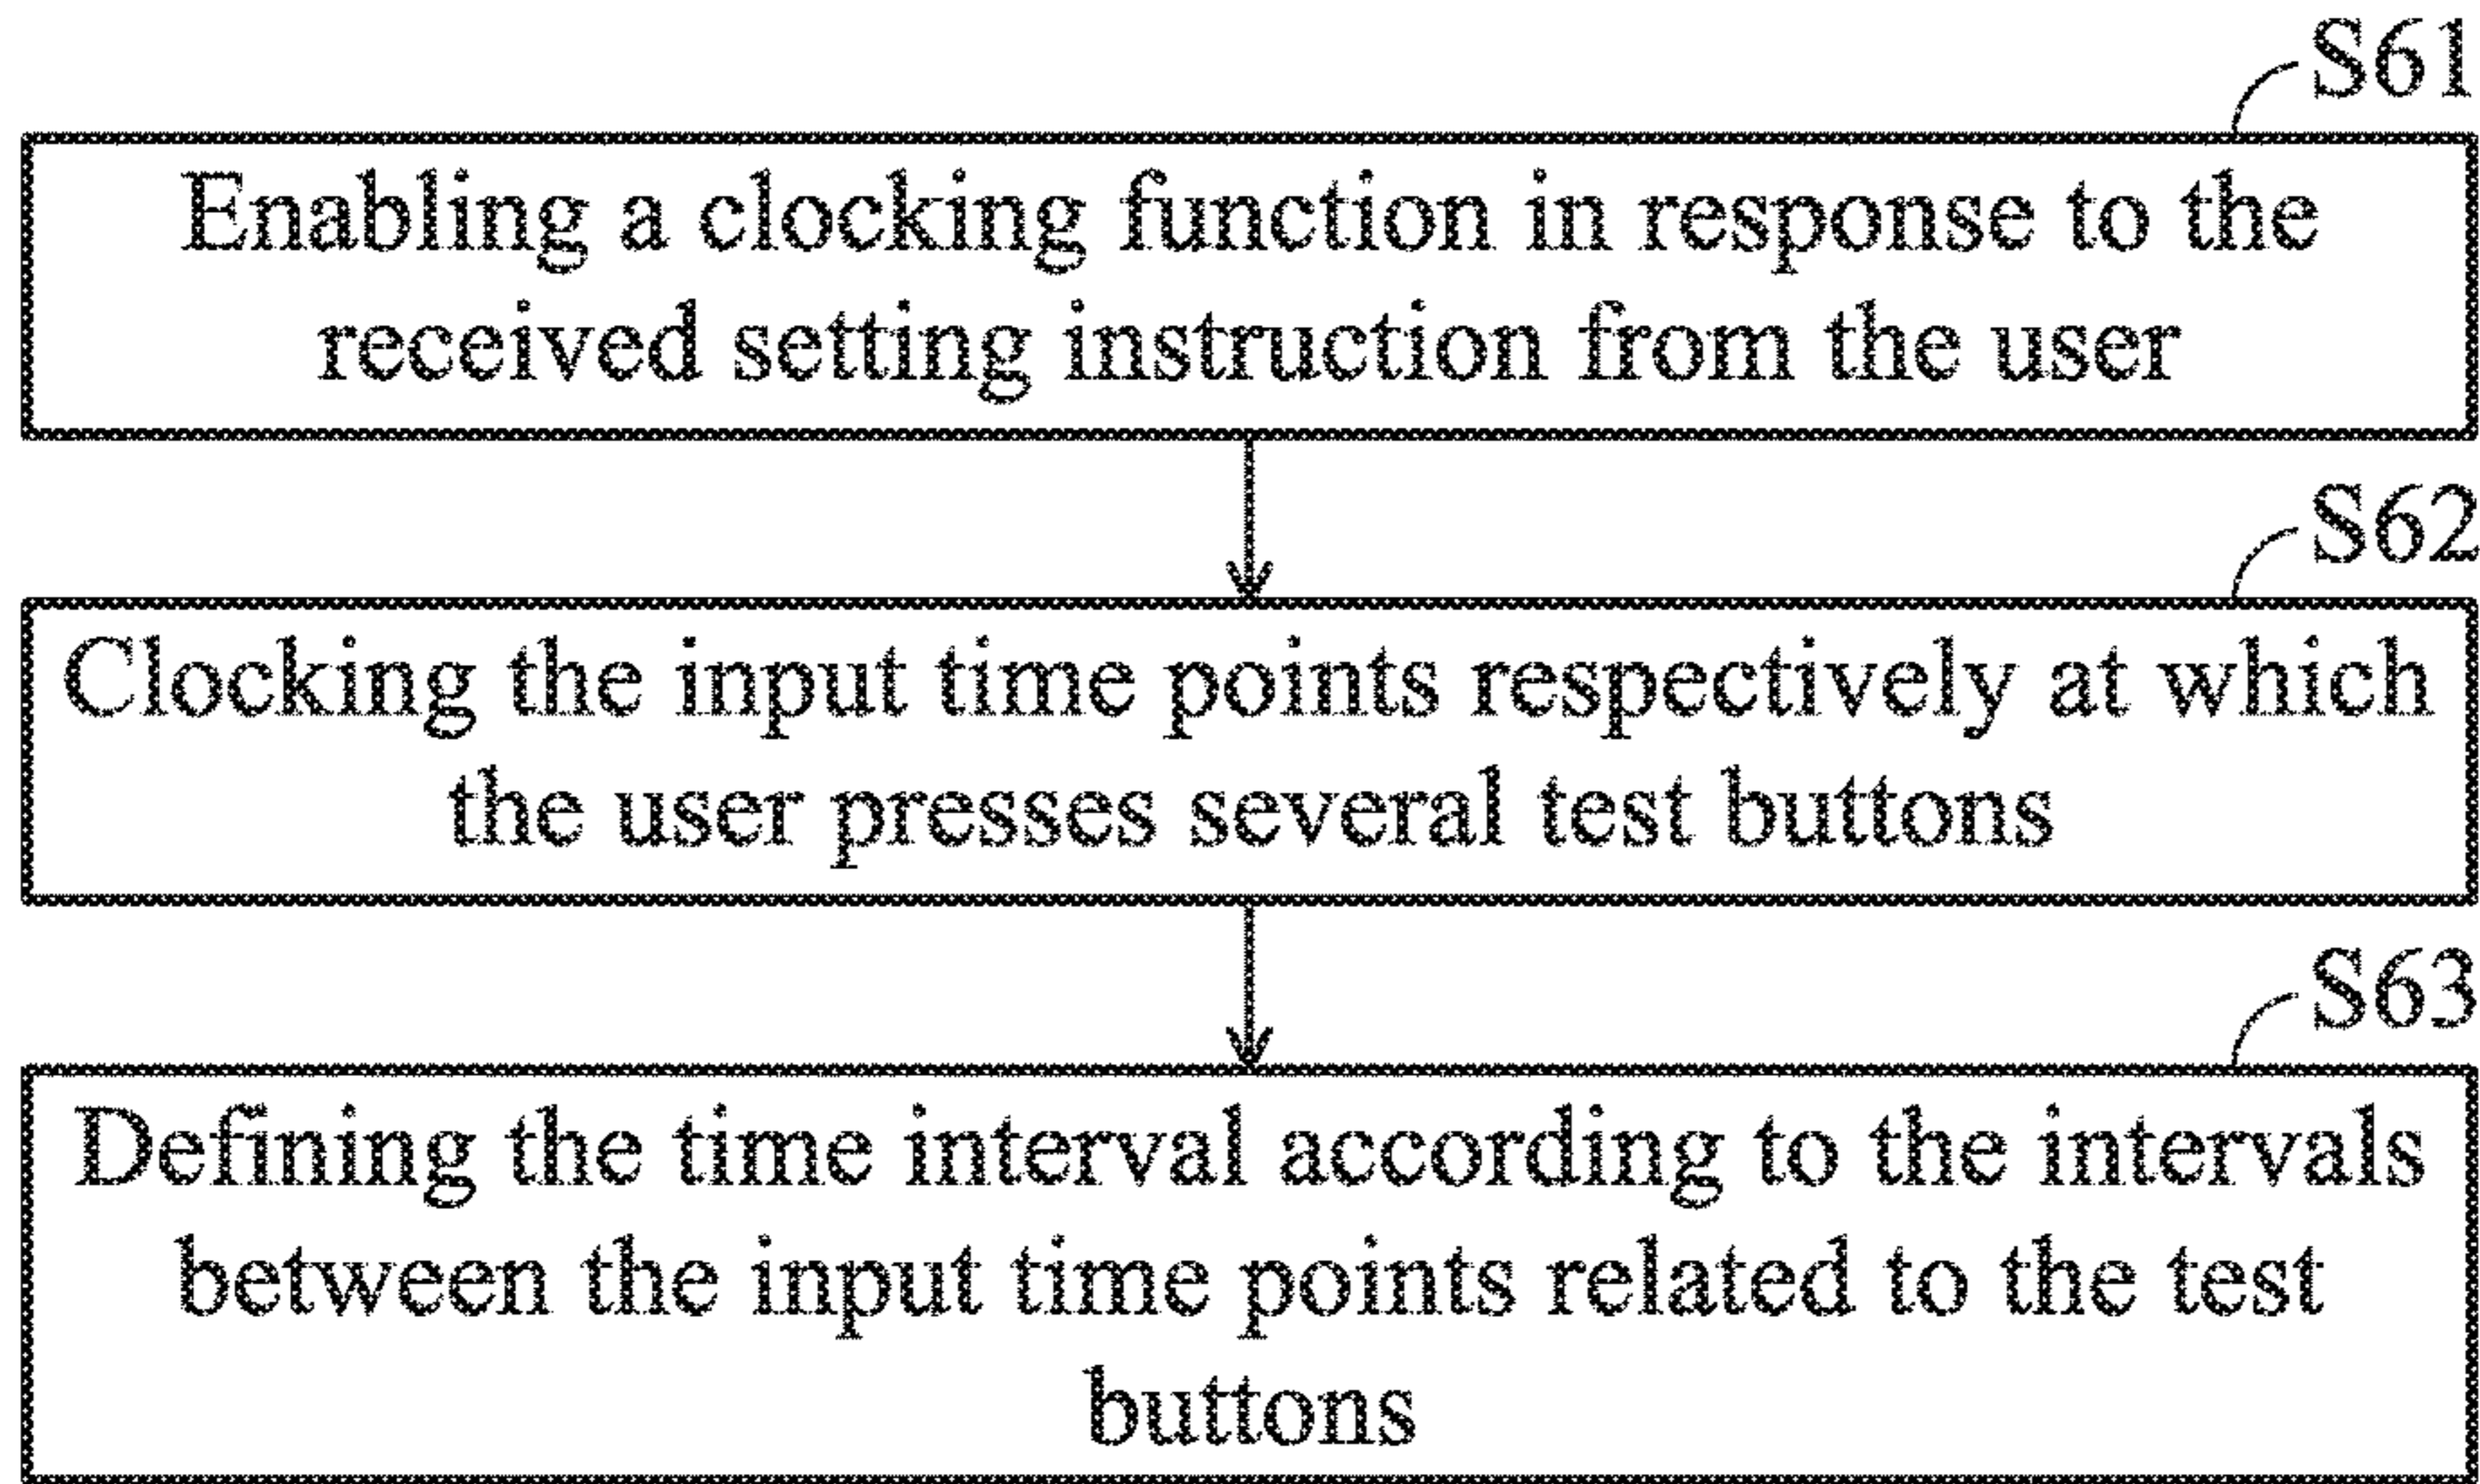 S61
Enabling a clocking function in response to the
received setting instruction from the user
S62
Clocking the input time points respectively at which
the user presses several test buttons
S63
Defining the time interval according to the intervals
between the input time points related to the test
buttons